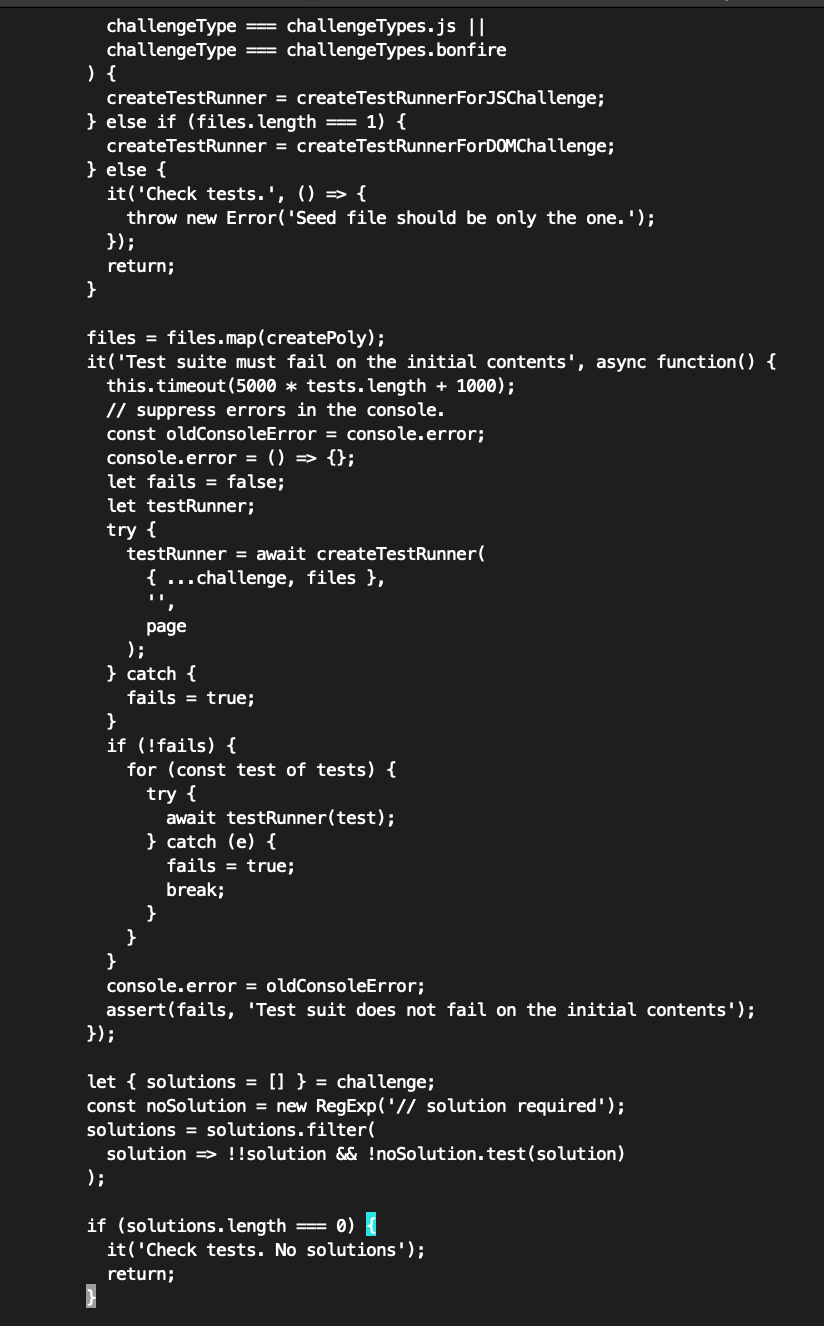 challengeType === challengeTypes.js ||
challengeType === challengeTypes.bonfire
) {
createTestRunner = createTestRunnerForJSChallenge;
} else if (files.length === 1) {
createTestRunner = createTestRunnerForDOMChallenge;
} else {
it('Check tests.', () => {
throw new Error('Seed file should be only the one.');
});
return;
}
files = files.map(createPoly);
it('Test suite must fail on the initial contents', async function() {
this.timeout(5000 * tests.length + 1000);
// suppress errors in the console.
const oldConsoleError = console.error;
console.error = () => {};
let fails = false;
let testRunner;
try {
testRunner = await createTestRunner(
{ ...challenge, files },
'',
page
);
} catch {
fails = true;
}
if (!fails) {
for (const test of tests) {
try {
await testRunner(test);
} catch (e) {
fails = true;
break;
}
}
}
console.error = oldConsoleError;
assert(fails, 'Test suit does not fail on the initial contents');
});
let { solutions = [] } = challenge;
const noSolution = new RegExp('// solution required');
solutions = solutions.filter(
solution => !!solution && !noSolution.test(solution)
);
if (solutions.length === 0) {
it('Check tests. No solutions');
return;
}